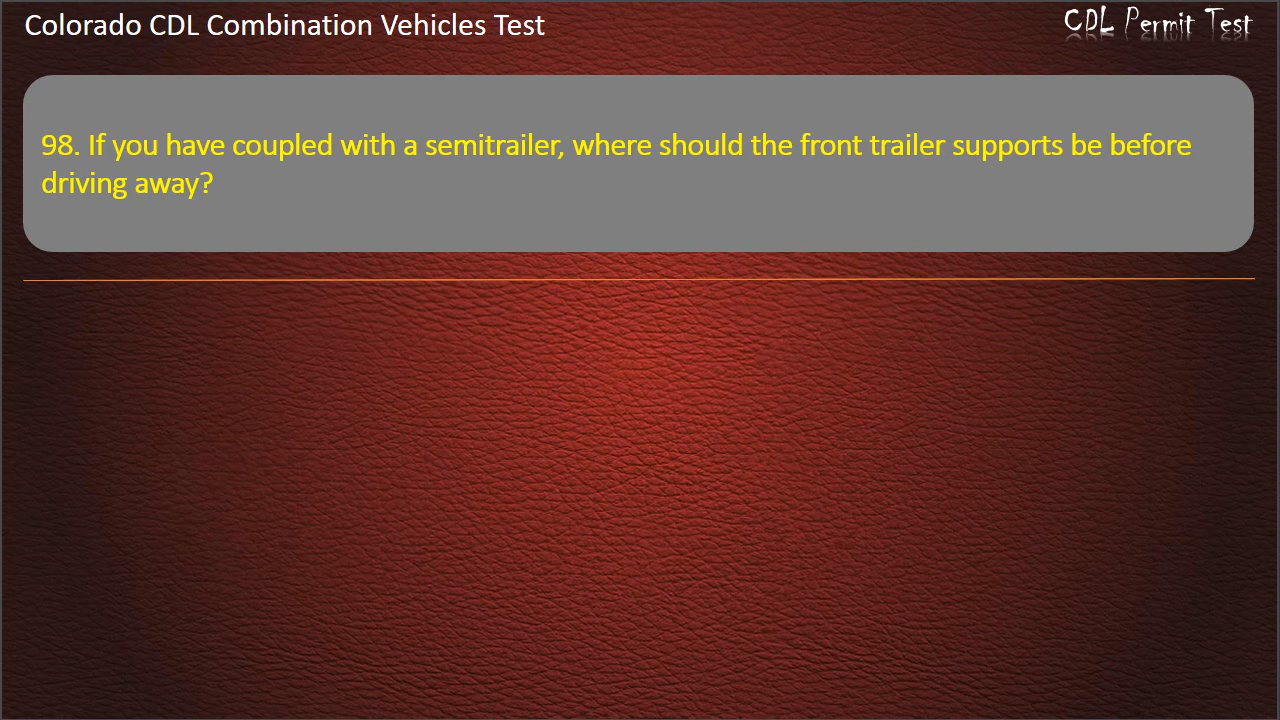 Colorado CDL Combination Vehicles Test
CDL Permit Test
98. If you have coupled with a semitrailer, where should the front trailer supports be before
driving away?